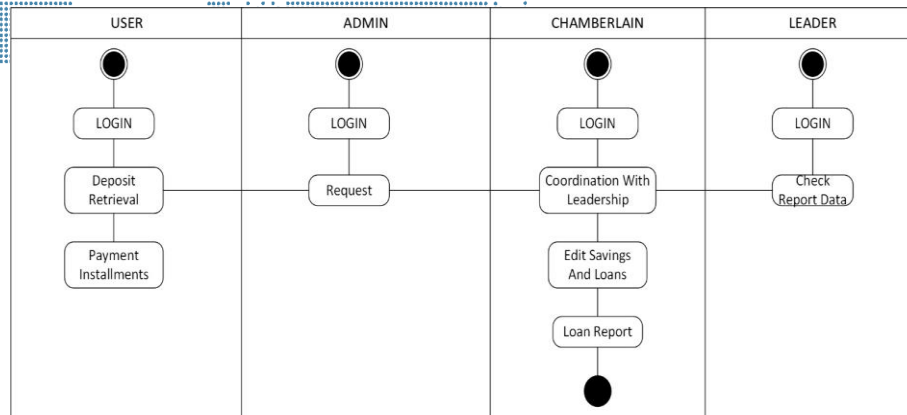 USER
ADMIN
CHAMBERLAIN
LEADER
LOGIN
LOGIN
LOGIN
LOGIN
Deposit
Retrieval
Request
Coordination With
Leadership
Check
Report Data
Payment
Installments
Edit Savings
And Loans
Loan Report